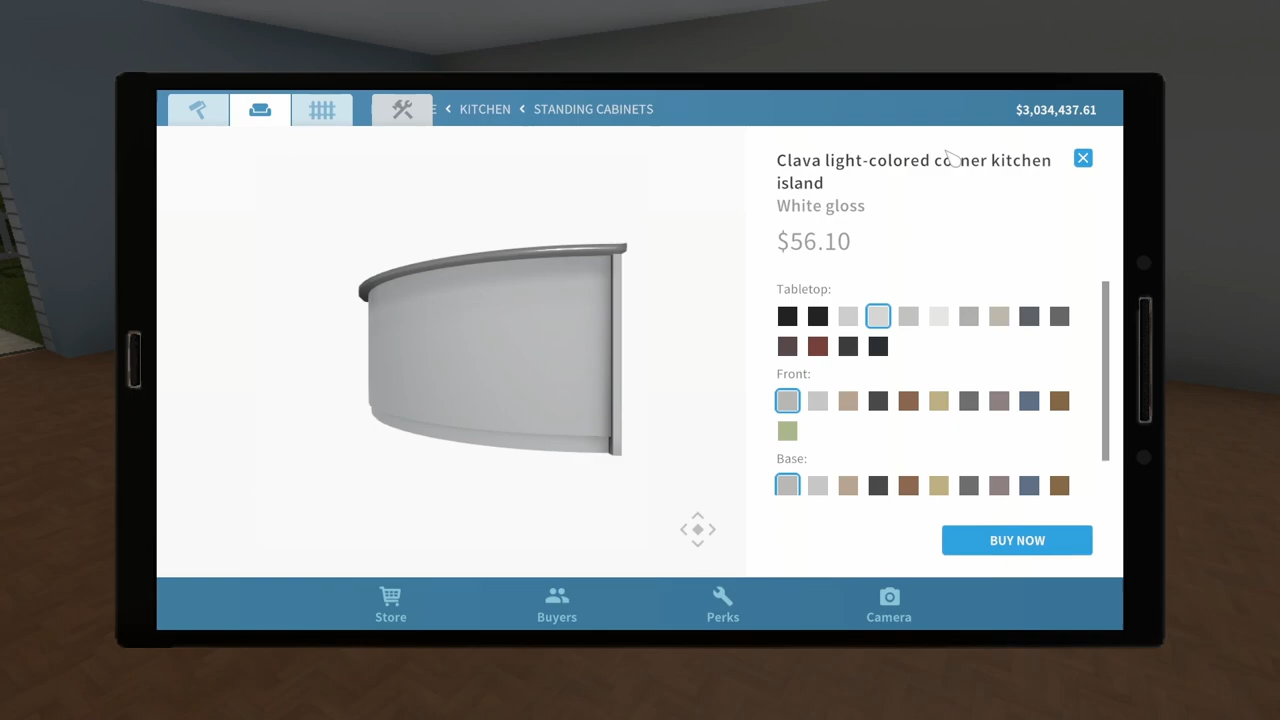 E < KITCHEN < STANDING CABINETS
$3,034,437.61
Clava light-colored corner kitchen
island
White gloss
$56.10
Tabletop:
Front:
Base:
BUY NOW
Store
Buyers
Perks
Camera